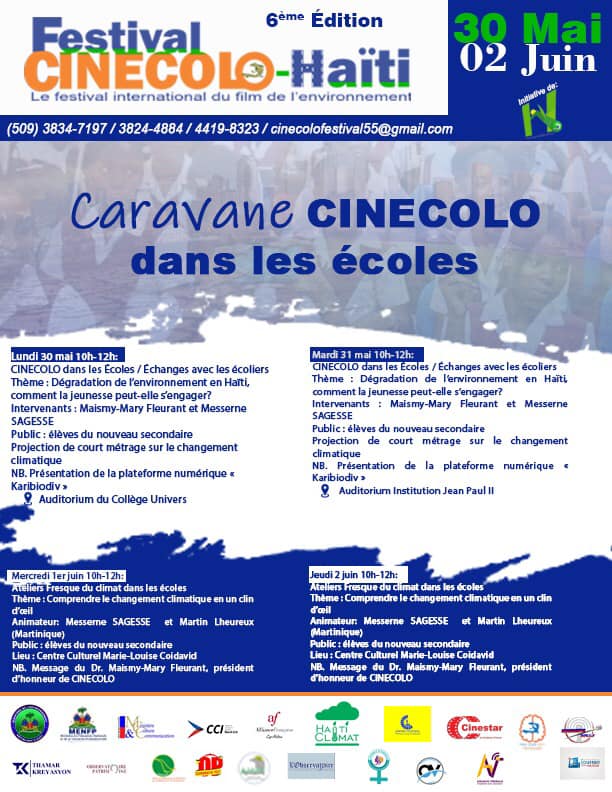 Festival
CINECOLO-Haïti
Le festival international du film de l'environnement
6ème Édition
30 Mai
02 Juin
Initiative de:
(509) 3834-7197 / 3824-4884 / 4419-8323 / cinecolofestival55@gmail.com
Caravane CINECOLO
dans les écoles
Lundi 30 mai 10h-12h:
CINECOLO dans les Écoles / Échanges avec les écoliers
Thème : Dégradation de l'environnement en Haïti,
comment la jeunesse peut-elle s'engager?
Intervenants : Maismy-Mary Fleurant et Messerne
SAGESSE
Public : élèves du nouveau secondaire
Projection de court métrage sur le changement
climatique
NB. Présentation de la plateforme numérique «
Karibiodiv »
Auditorium du Collège Univers
Mardi 31 mai 10h-12h:
CINECOLO dans les Écoles / Échanges avec les écoliers
Thème : Dégradation de l'environnement en Haïti,
comment la jeunesse peut-elle s'engager?
Intervenants : Maismy-Mary Fleurant et Messerne
SAGESSE
Public : élèves du nouveau secondaire
Projection de court métrage sur le changement
climatique
NB. Présentation de la plateforme numérique «
Karibiodiv »
Auditorium Institution Jean Paul II
Mercredi 1er juin 10h-12h:
Ateliers Fresque du climat dans les écoles
Thème : Comprendre le changement climatique en un clin
d'œil
Animateur: Messerne SAGESSE et Martin Lheureux
(Martinique)
Public : élèves du nouveau secondaire
Lieu : Centre Culturel Marie-Louise Coidavid
NB. Message du Dr. Maismy-Mary Fleurant, président
d'honneur de CINECOLO
Jeudi 2 juin 10h-12h:
Ateliers Fresque du climat dans les écoles
Thème : Comprendre le changement climatique en un clin
d'œil
Animateur: Messerne SAGESSE et Martin Lheureux
(Martinique)
Public : élèves du nouveau secondaire
Lieu : Centre Culturel Marie-Louise Coidavid
NB. Message du Dr. Maismy-Mary Fleurant, président
d'honneur de CINECOLO
MENFP
Ministère
Culture
Communication
CCI
af
AllianceFrançaise
Cap-Haïtien
HAÏTI
CLIMAT
Cinestar
TK THAMAR
KREYASYON
OBSERVATOIRE
PATRIMOINE
L'Observateur